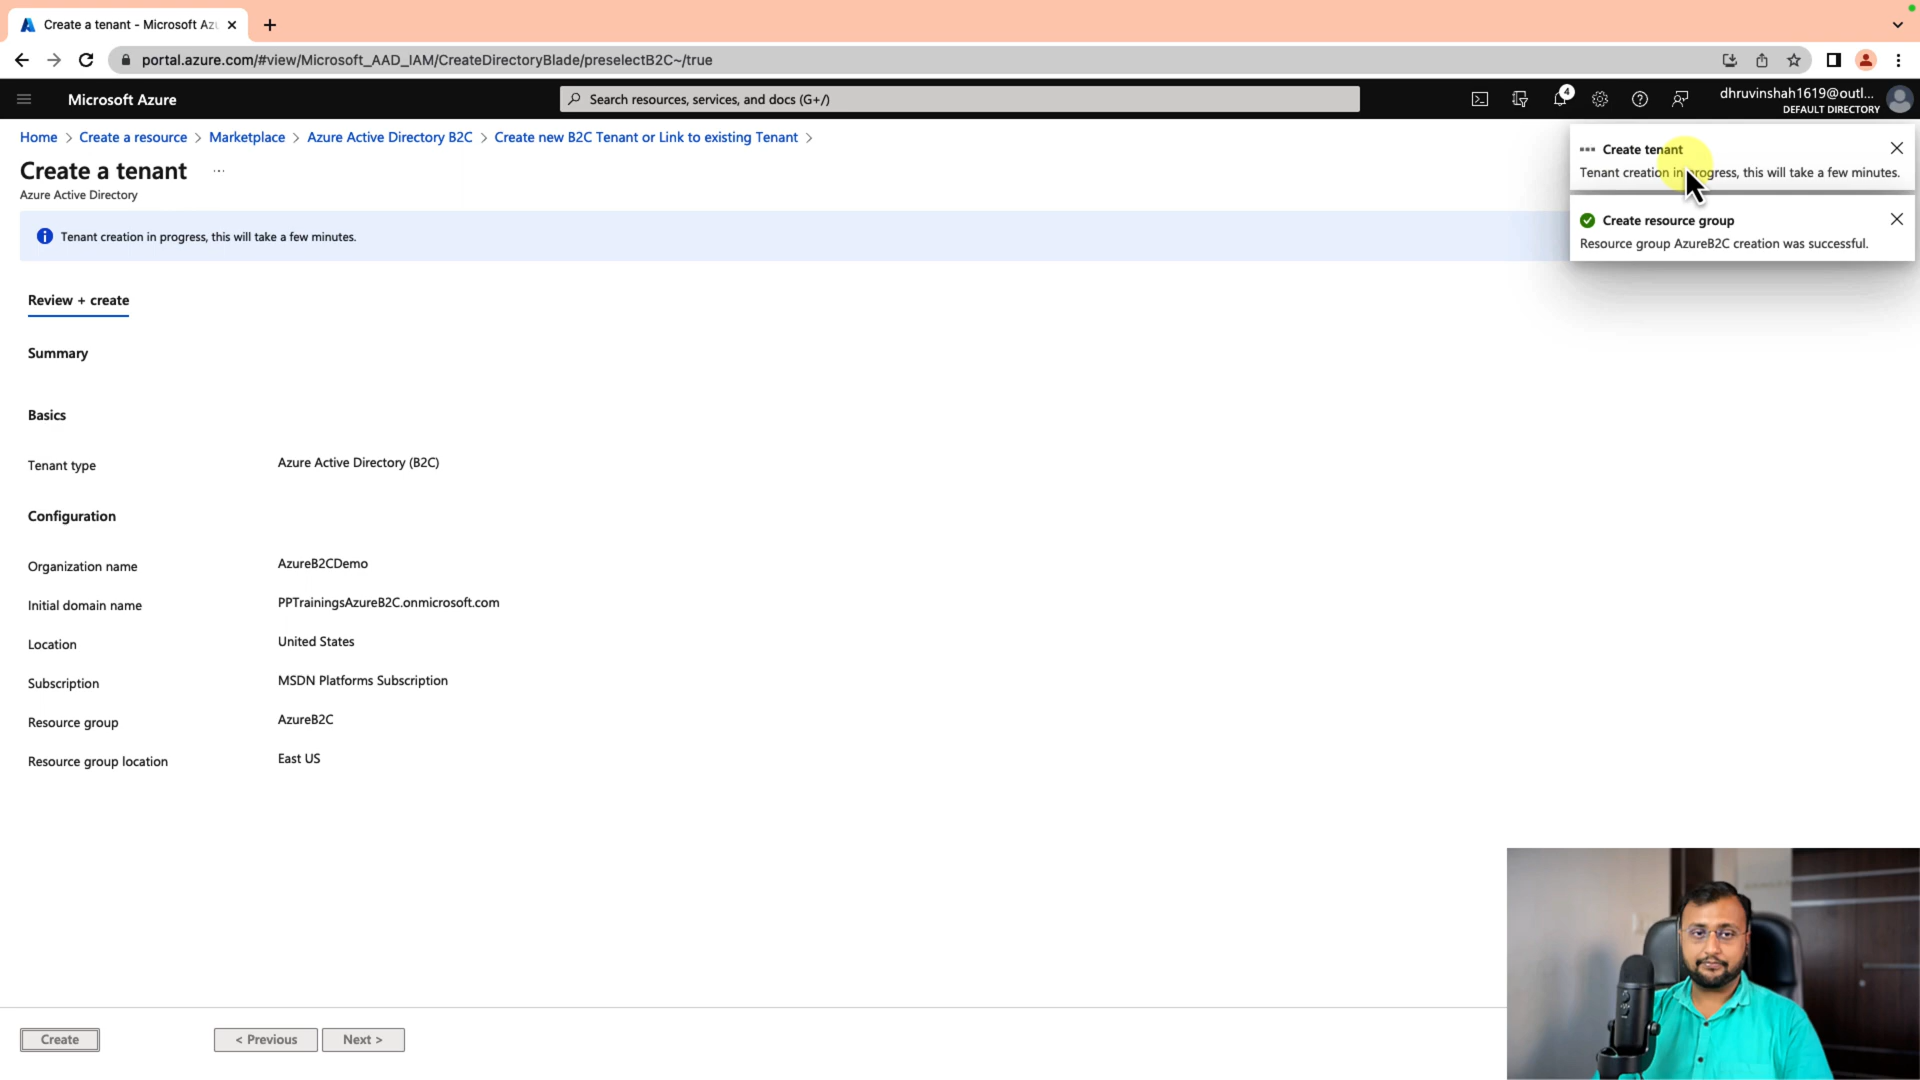 Create a tenant - Microsoft Az
portal.azure.com/#view/Microsoft_AAD_IAM/CreateDirectoryBlade/preselectB2C~/true
Microsoft Azure
Search resources, services, and docs (G+/)
4
dhruvinshah1619@outl...
DEFAULT DIRECTORY
Home > Create a resource > Marketplace > Azure Active Directory B2C > Create new B2C Tenant or Link to existing Tenant >
Create a tenant ...
Azure Active Directory
Create tenant
Tenant creation in progress, this will take a few minutes.
Create resource group
Resource group AzureB2C creation was successful.
Tenant creation in progress, this will take a few minutes.
Review + create
Summary
Basics
Tenant type Azure Active Directory (B2C)
Configuration
Organization name AzureB2CDemo
Initial domain name PPTrainingsAzureB2C.onmicrosoft.com
Location United States
Subscription MSDN Platforms Subscription
Resource group AzureB2C
Resource group location East US
Create < Previous Next >